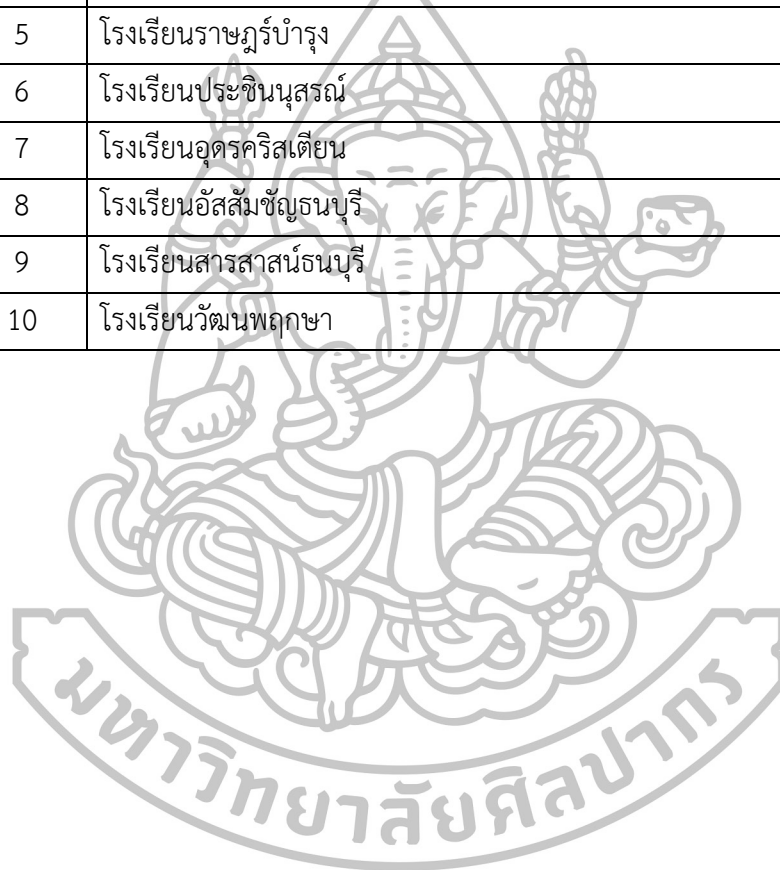 5 โรงเรียนราษฎร์บำรุง
6 โรงเรียนประชินนุสรณ์
7 โรงเรียนอุดรคริสเตียน
8 โรงเรียนอัสสัมชัญธนบุรี
9 โรงเรียนสารสาสน์ธนบุรี
10 โรงเรียนวัฒนพฤกษา
มหาวิทยาลัยศิลปากร